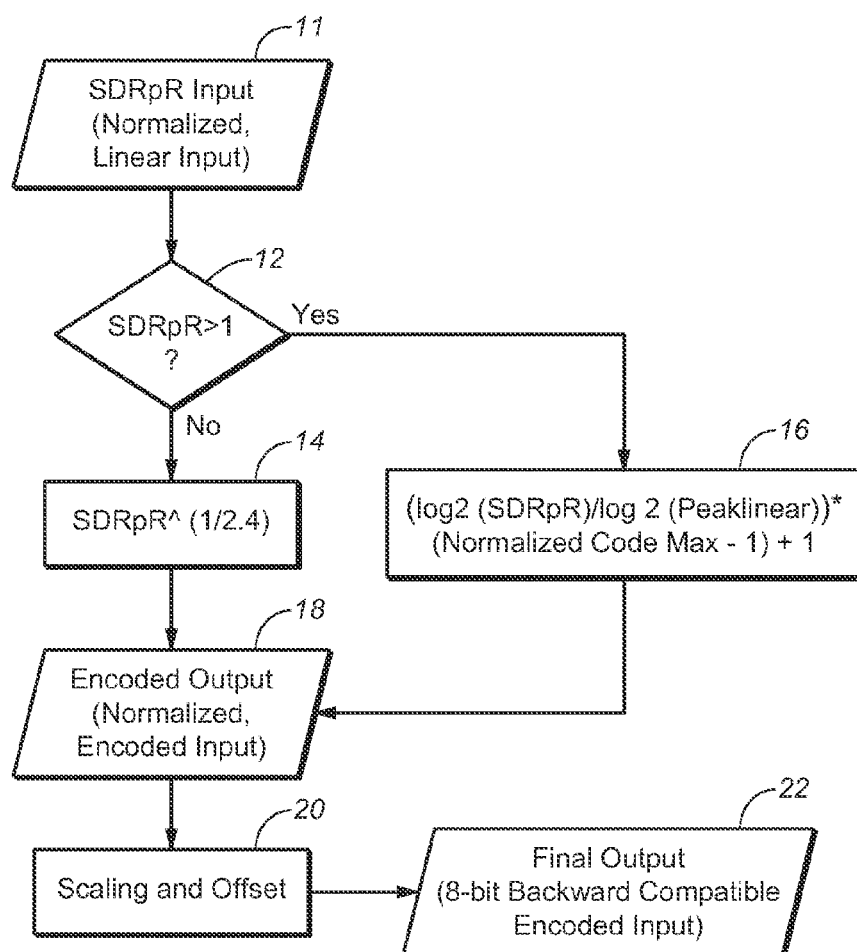 11
SDRpR Input
(Normalized,
Linear Input)
12
SDRpR>1
?
Yes
No
14
SDRpR^ (1/2.4)
16
(log2 (SDRpR)/log 2 (Peaklinear))*
(Normalized Code Max - 1) + 1
18
Encoded Output
(Normalized,
Encoded Input)
20
Scaling and Offset
22
Final Output
(8-bit Backward Compatible
Encoded Input)